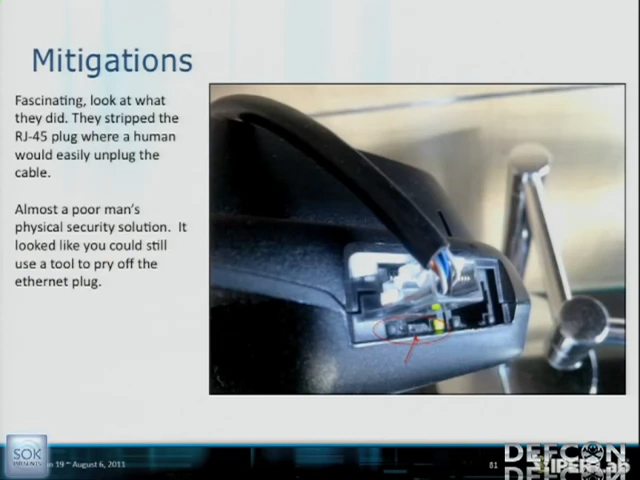 Mitigations
Fascinating, look at what
they did. They stripped the
RJ-45 plug where a human
would easily unplug the
cable.
Almost a poor man's
physical security solution. It
looked like you could still
use a tool to pry off the
ethernet plug.
SOK
19 ~ August 6, 2011
81
DEFCON
VIPER Lab